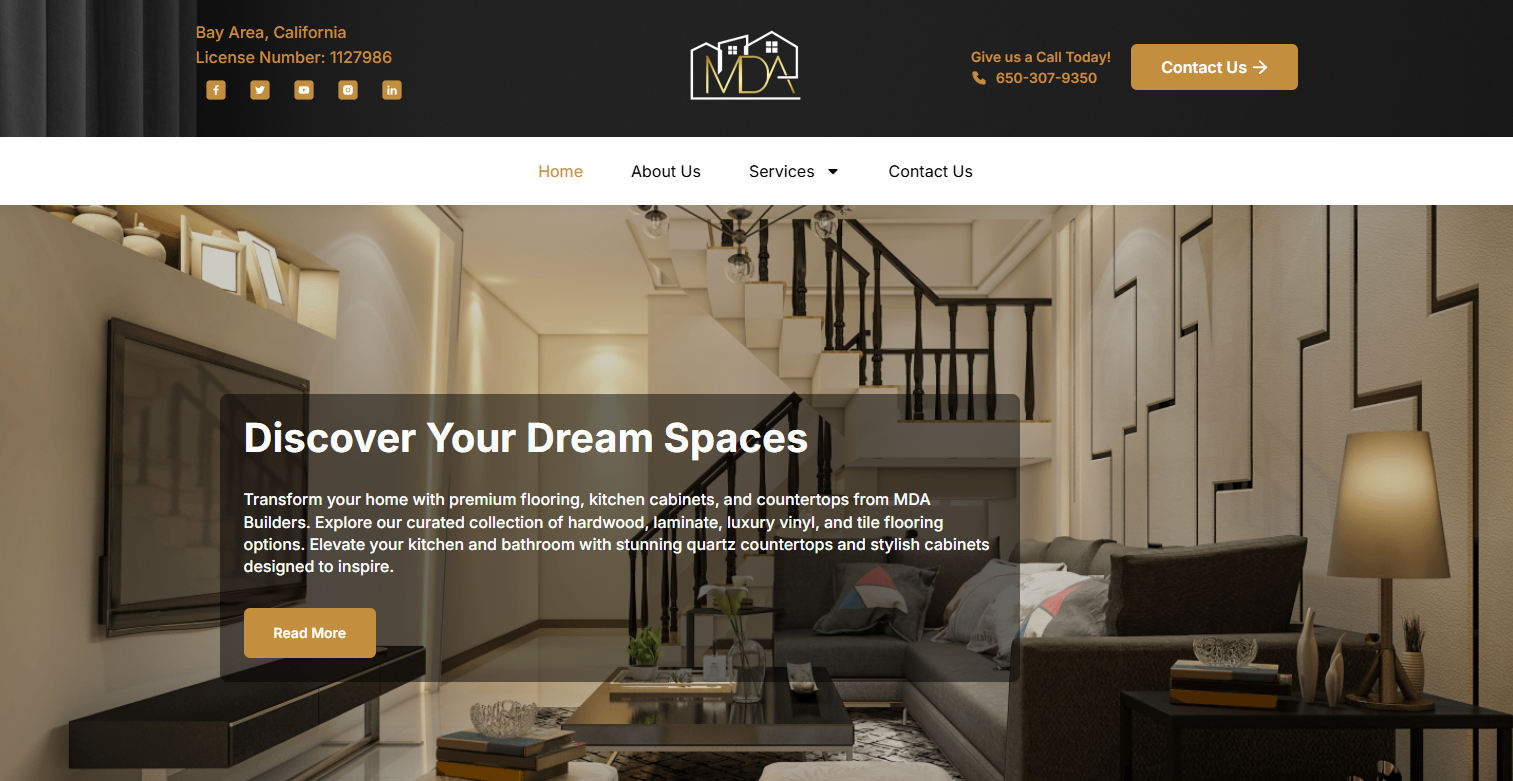 Bay Area, California
License Number: 1127986
MDA
Give us a Call Today!
650-307-9350
Contact Us
Home
About Us
Services
Contact Us
Discover Your Dream Spaces
Transform your home with premium flooring, kitchen cabinets, and countertops from MDA
Builders. Explore our curated collection of hardwood, laminate, luxury vinyl, and tile flooring
options. Elevate your kitchen and bathroom with stunning quartz countertops and stylish cabinets
designed to inspire.
Read More